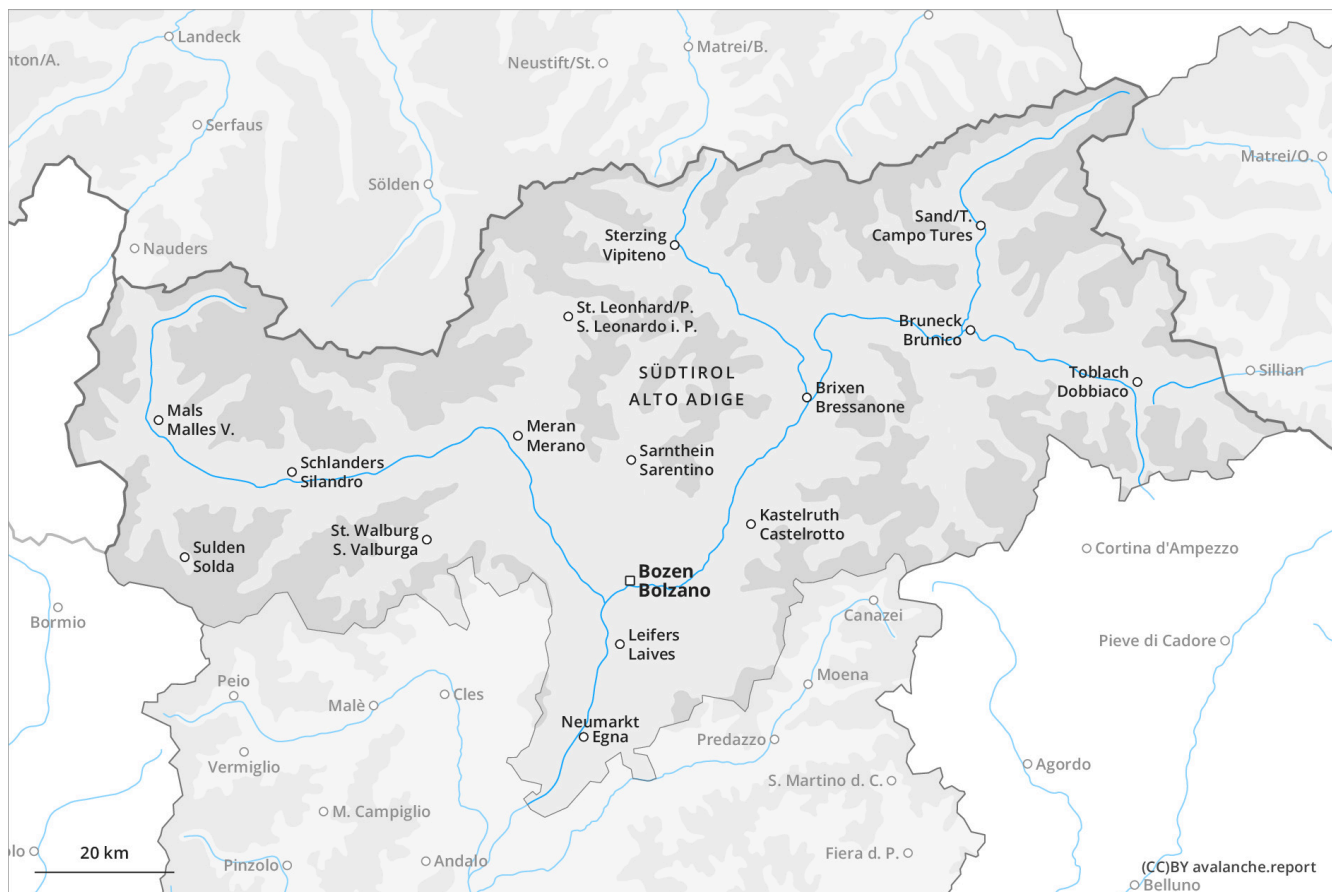 Landeck
nton/A.
Matrei/B.
Neustift/St.
Serfaus
Matrei/O.
Sölden
Nauders
Sand/T.
Campo Tures
Sterzing
Vipiteno
St. Leonhard/P.
S. Leonardo i. P.
Bruneck
Brunico
SÜDTIROL
ALTO ADIGE
Toblach
Dobbiaco
Sillian
Brixen
Bressanone
Mals
Malles V.
Meran
Merano
Schlanders
Silandro
Sarnthein
Sarentino
Kastelruth
Castelrotto
St. Walburg
S. Valburga
Sulden
Solda
Cortina d'Ampezzo
Bozen
Bolzano
Bormio
Canazei
Leifers
Laives
Pieve di Cadore
Peio
Moena
Malè
Cles
Neumarkt
Egna
Predazzo
Vermiglio
Agordo
S. Martino d. C.
M. Campiglio
olo
20 km
Pinzolo
Andalo
Fiera d. P.
(CC)BY avalanche.report
Belluno